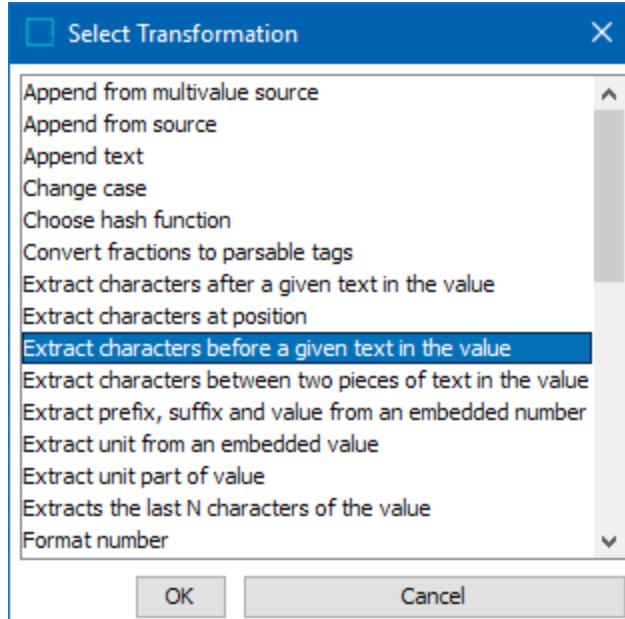 Select Transformation
Append from multivalue source
Append from source
Append text
Change case
Choose hash function
Convert fractions to parsable tags
Extract characters after a given text in the value
Extract characters at position
Extract characters before a given text in the value
Extract characters between two pieces of text in the value
Extract prefix, suffix and value from an embedded number
Extract unit from an embedded value
Extract unit part of value
Extracts the last N characters of the value
Format number
OK Cancel